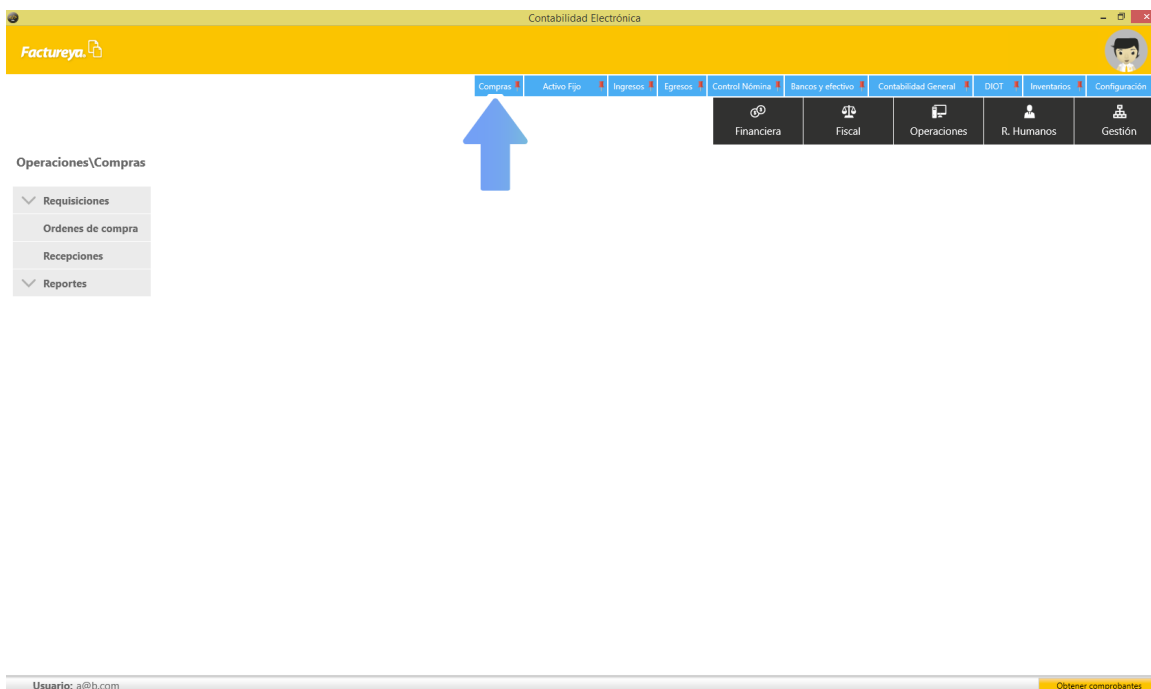 Contabilidad Electrónica
Factureya.
Compras Activo Fijo Ingresos Egresos Control Nómina Bancos y efectivo Contabilidad General DIOT Inventarios Configuración
Financiera Fiscal Operaciones R. Humanos Gestión
Operaciones\Compras
Requisiciones
Ordenes de compra
Recepciones
Reportes
Usuario: a@b.com Obtener comprobantes